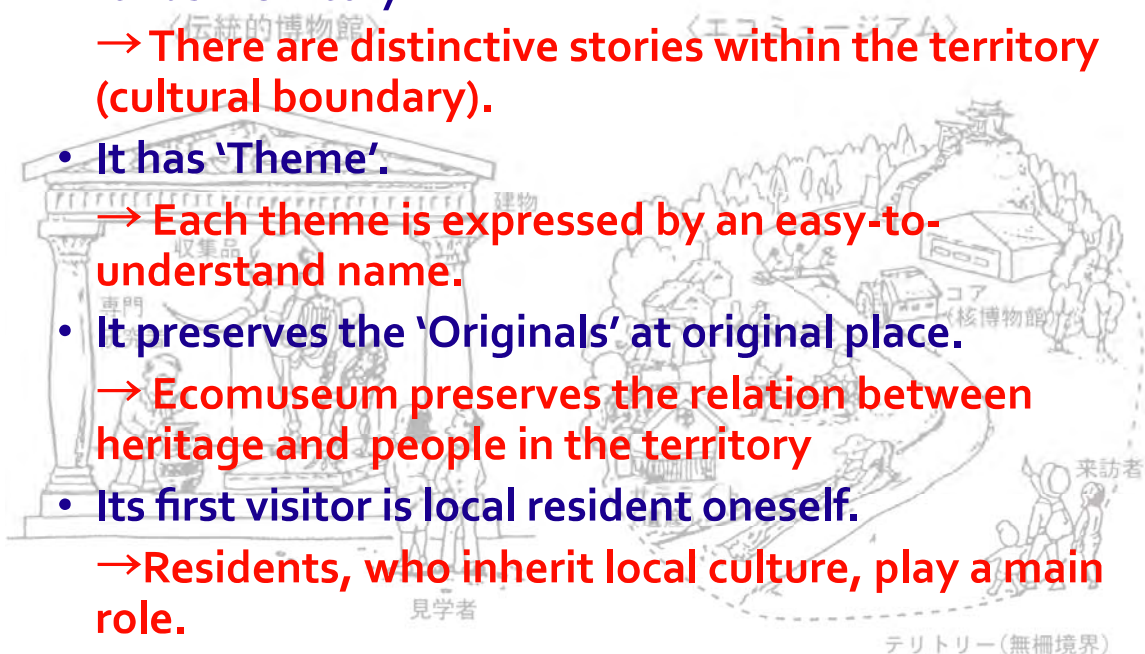 〈伝統的博物館〉 〈エコミュージアム〉
→ There are distinctive stories within the territory
(cultural boundary).
• It has ‘Theme’.
建物
→ Each theme is expressed by an easy-to-
収集品
understand name.
専門
コア
• It preserves the ‘Originals’ at original place.
(核博物館)
→ Ecomuseum preserves the relation between
heritage and people in the territory
来訪者
• Its first visitor is local resident oneself.
→Residents, who inherit local culture, play a main
role.
見学者
テリトリー(無柵境界)